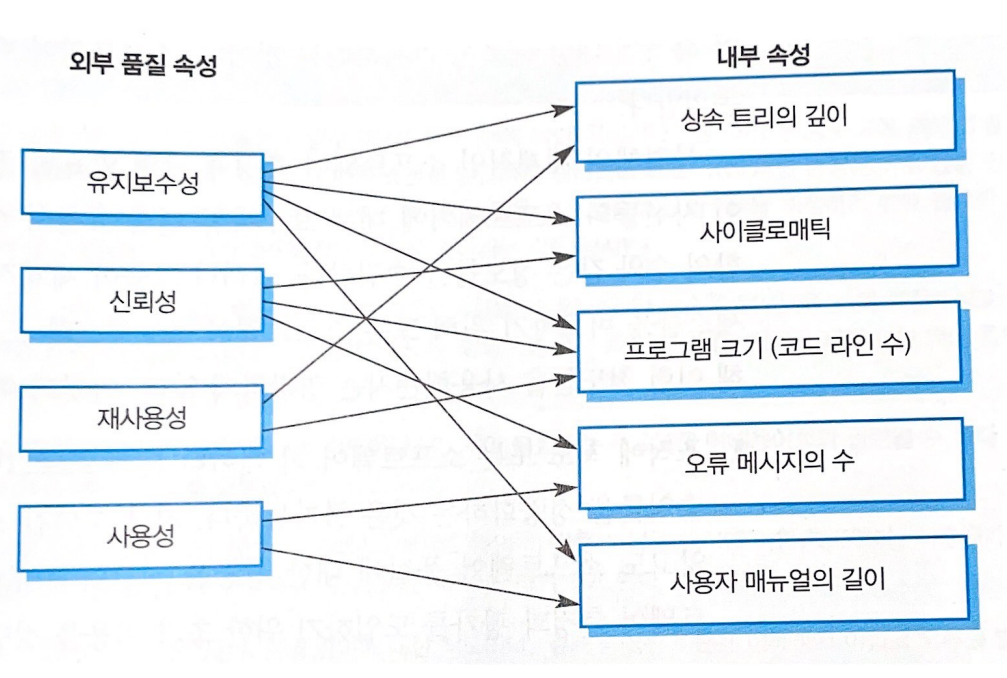 외부 품질 속성
내부 속성
유지보수성
신뢰성
재사용성
사용성
상속 트리의 깊이
사이클로매틱
프로그램 크기 (코드 라인 수)
오류 메시지의 수
사용자 매뉴얼의 길이